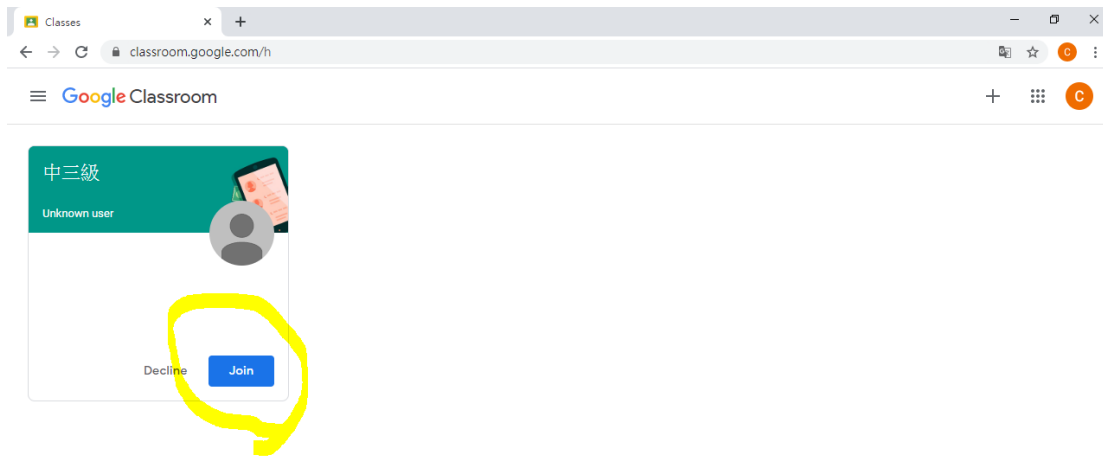 Classes
classroom.google.com/h
C
Google Classroom
C
中三級
Unknown user
Decline
Join